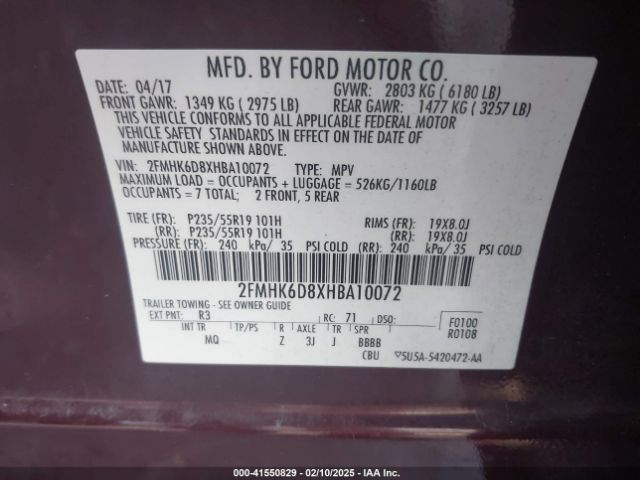 MFD. BY FORD MOTOR CO.
DATE: 04/17 GVWR: 2803 KG ( 6180 LB)
FRONT GAWR: 1349 KG ( 2975 LB) REAR GAWR: 1477 KG ( 3257 LB)
THIS VEHICLE CONFORMS TO ALL APPLICABLE FEDERAL MOTOR
VEHICLE SAFETY STANDARDS IN EFFECT ON THE DATE OF
MANUFACTURE SHOWN ABOVE.
VIN: 2FMHK6D8XHBA10072 TYPE: MPV
MAXIMUM LOAD = OCCUPANTS + LUGGAGE = 526KG/1160LB
OCCUPANTS = 7 TOTAL; 2 FRONT, 5 REAR
TIRE (FR): P235/55R19 101H RIMS (FR): 19X8.0J
(RR): P235/55R19 101H (RR): 19X8.0J
PRESSURE (FR): 240 kPa/ 35 PSI COLD (RR): 240 kPa/ 35 PSI COLD
2FMHK6D8XHBA10072
TRAILER TOWING - SEE OWNER GUIDE
EXT PNT: R3 RC: 71 DSO: F0100
INT TR TP/PS R AXLE TR SPR R0108
MQ Z 3J J BBBB
CBU ▽5U5A-5420472-AA
000-41550829 - 02/10/2025 - IAA Inc.